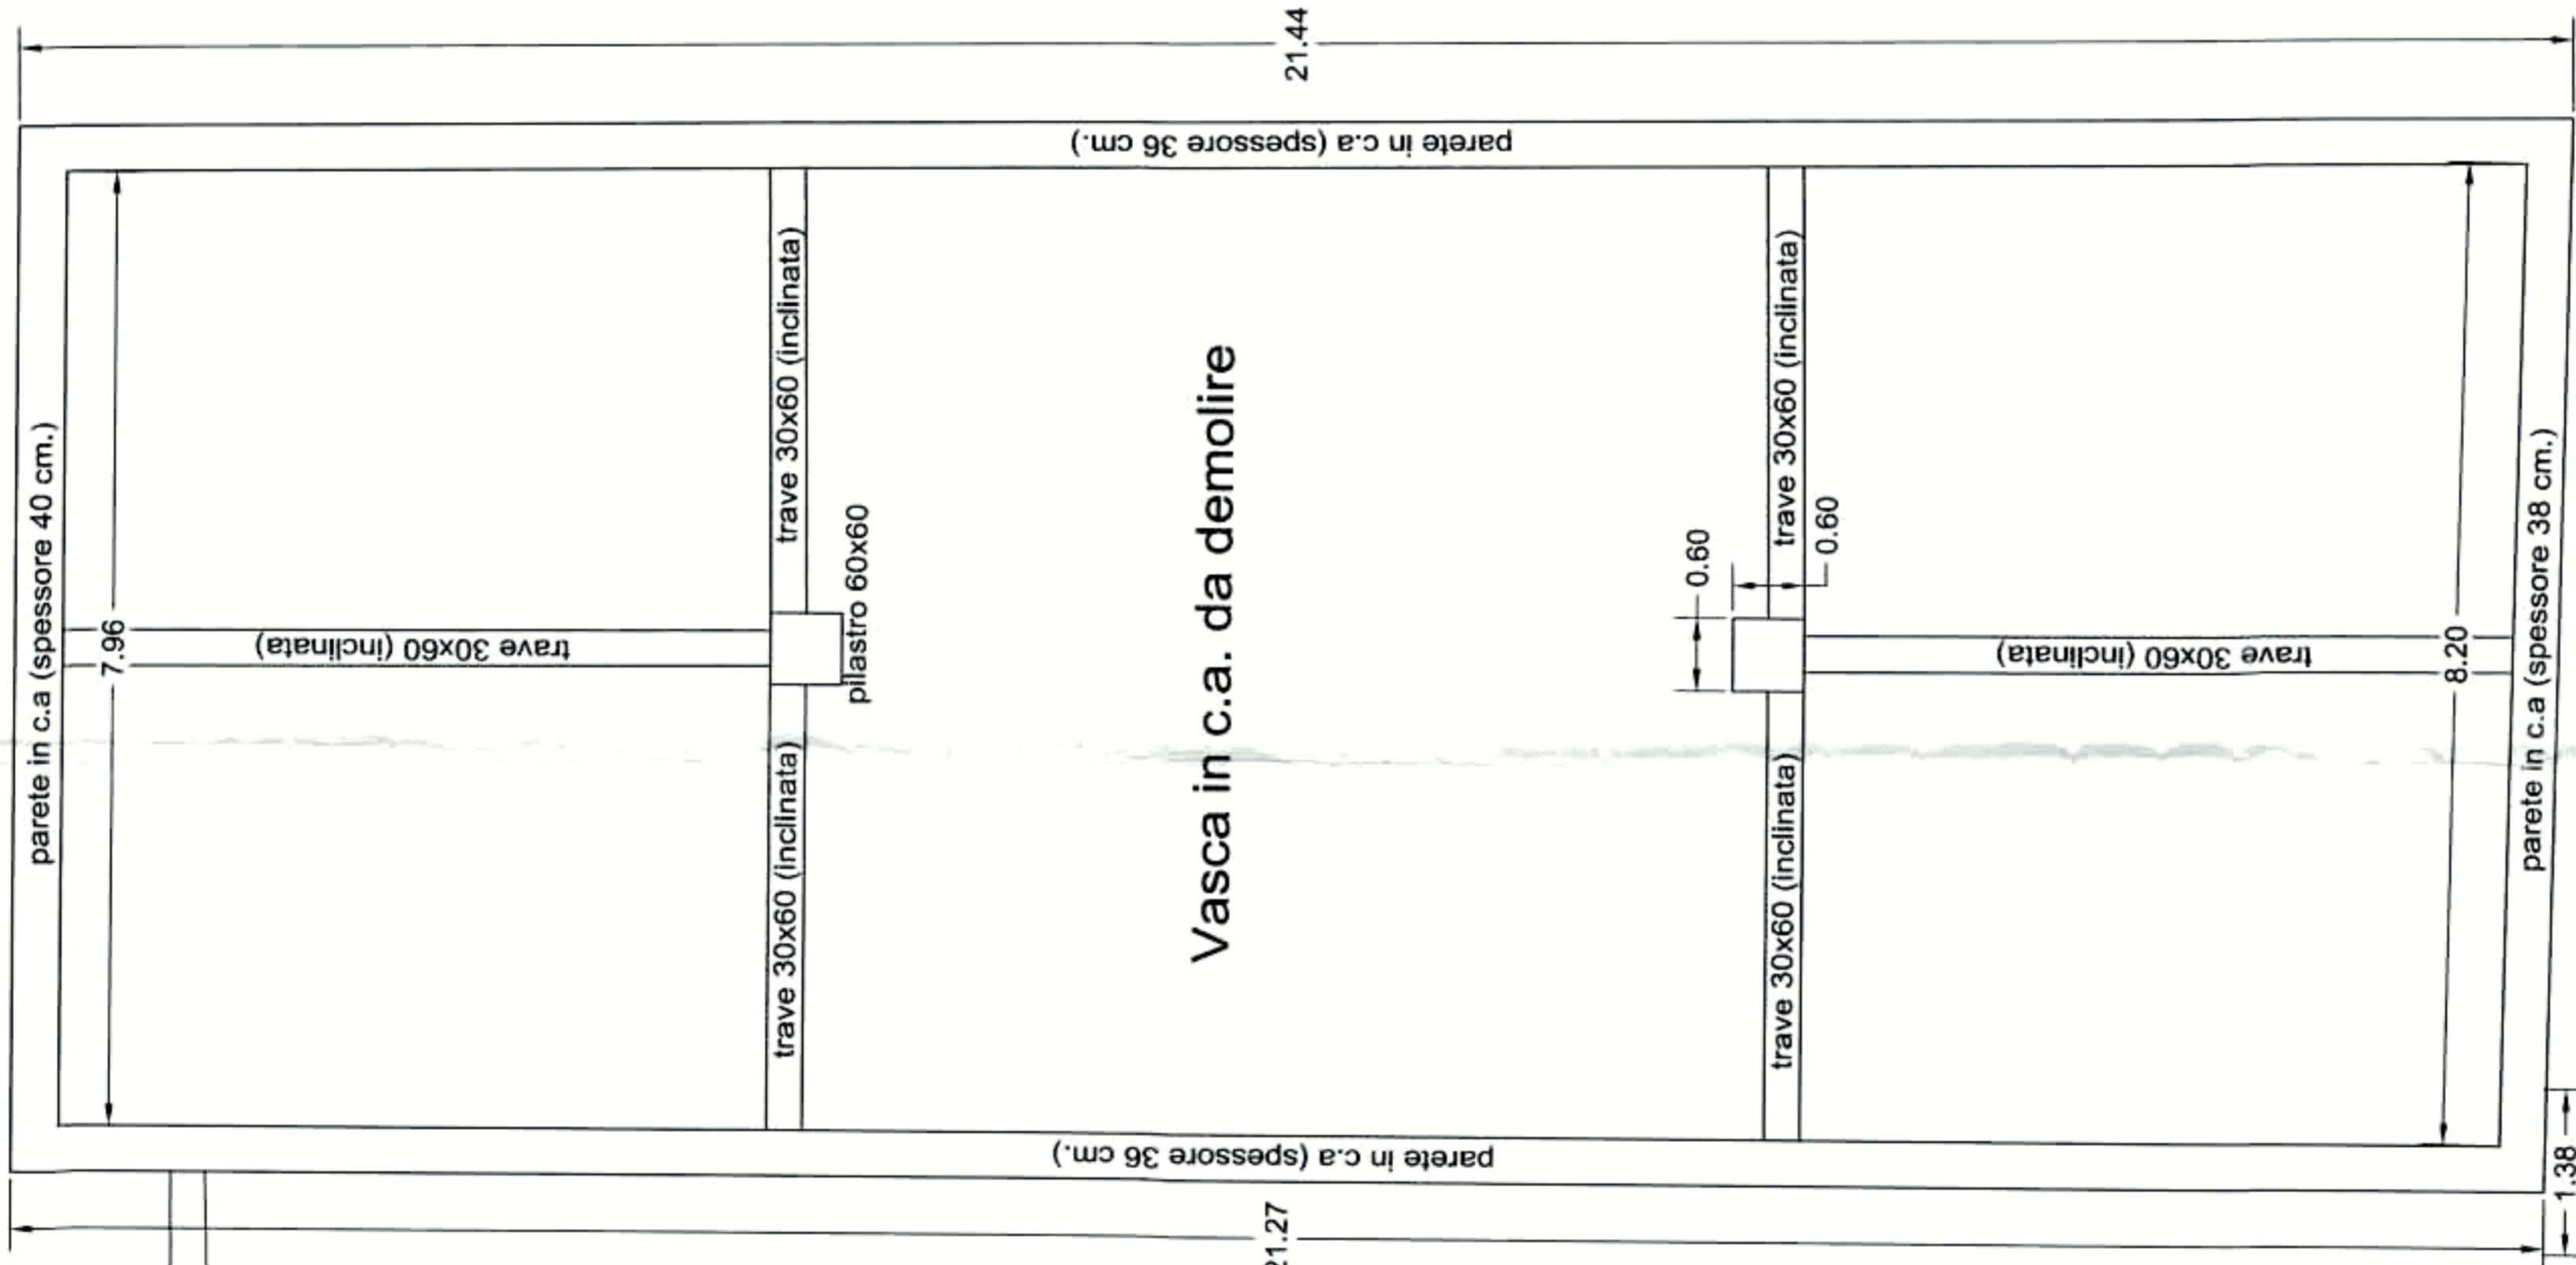 21.44
parete in c.a (spessore 36 cm.)
parete in c.a (spessore 40 cm.)
7.96
trave 30x60 (inclinata)
trave 30x60 (inclinata)
pilastro 60x60
trave 30x60 (inclinata)
Vasca in c.a. da demolire
0.60
0.60
trave 30x60 (inclinata)
trave 30x60 (inclinata)
trave 30x60 (inclinata)
8.20
parete in c.a (spessore 38 cm.)
parete in c.a (spessore 36 cm.)
21.27
1.38